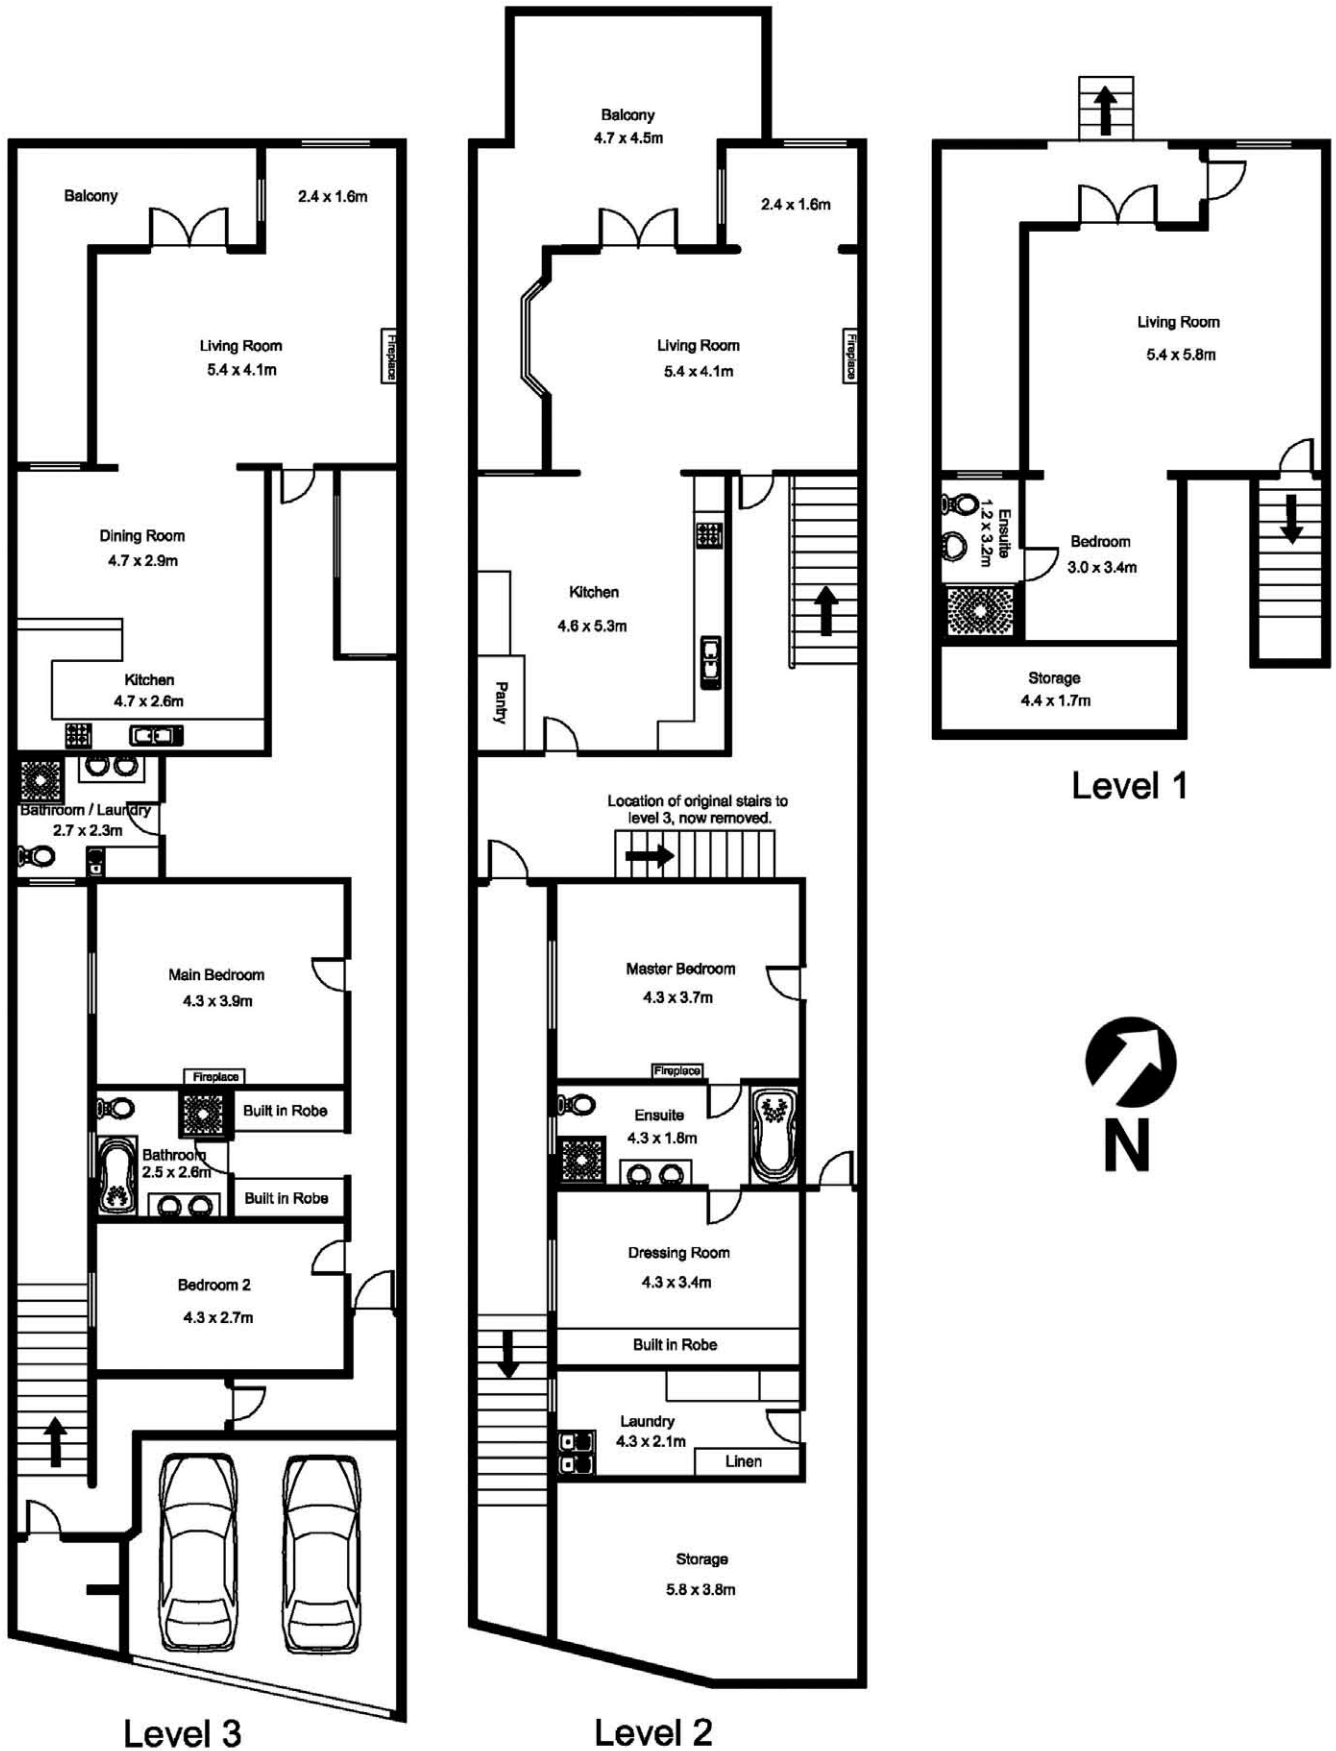 Balcony
2.4 x 1.6m
Living Room
5.4 x 4.1m
Fireplace
Dining Room
4.7 x 2.9m
Kitchen
4.7 x 2.6m
Bathroom / Laundry
2.7 x 2.3m
Main Bedroom
4.3 x 3.9m
Fireplace
Built in Robe
Bathroom
2.5 x 2.6m
Built in Robe
Bedroom 2
4.3 x 2.7m
Level 3
Balcony
4.7 x 4.5m
2.4 x 1.6m
Living Room
5.4 x 4.1m
Fireplace
Kitchen
4.6 x 5.3m
Pantry
Location of original stairs to
level 3, now removed.
Master Bedroom
4.3 x 3.7m
Fireplace
Ensuite
4.3 x 1.8m
Dressing Room
4.3 x 3.4m
Built in Robe
Laundry
4.3 x 2.1m
Linen
Storage
5.8 x 3.8m
Level 2
Living Room
5.4 x 5.8m
Ensuite
1.2 x 3.2m
Bedroom
3.0 x 3.4m
Storage
4.4 x 1.7m
Level 1
N